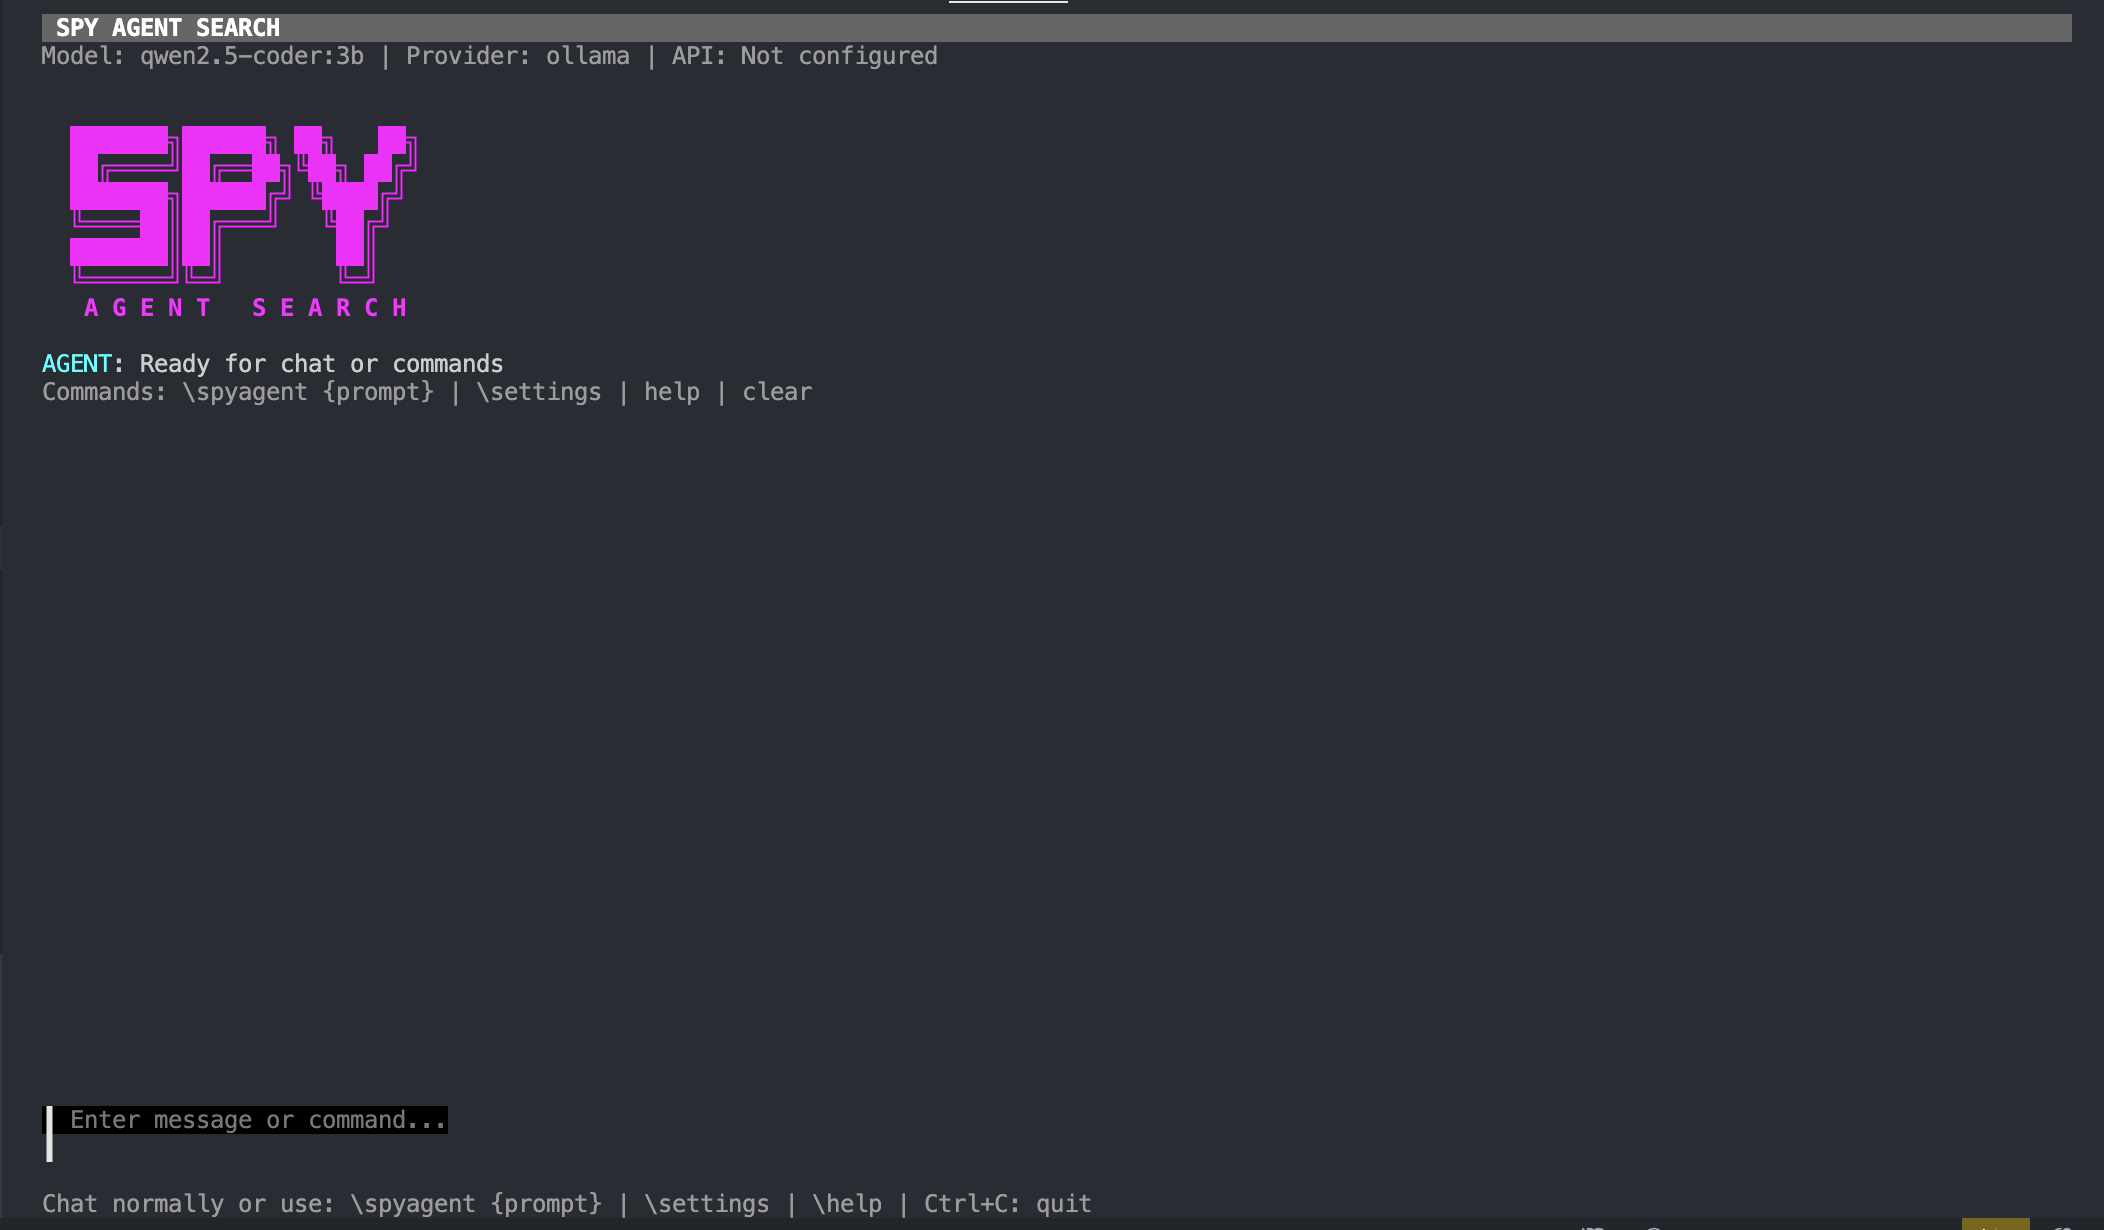 SPY AGENT SEARCH
Model: qwen2.5-coder:3b | Provider: ollama | API: Not configured
SPY
AGENT SEARCH
AGENT: Ready for chat or commands
Commands: \spyagent {prompt} | \settings | help | clear
Enter message or command...
Chat normally or use: \spyagent {prompt} | \settings | \help | Ctrl+C: quit